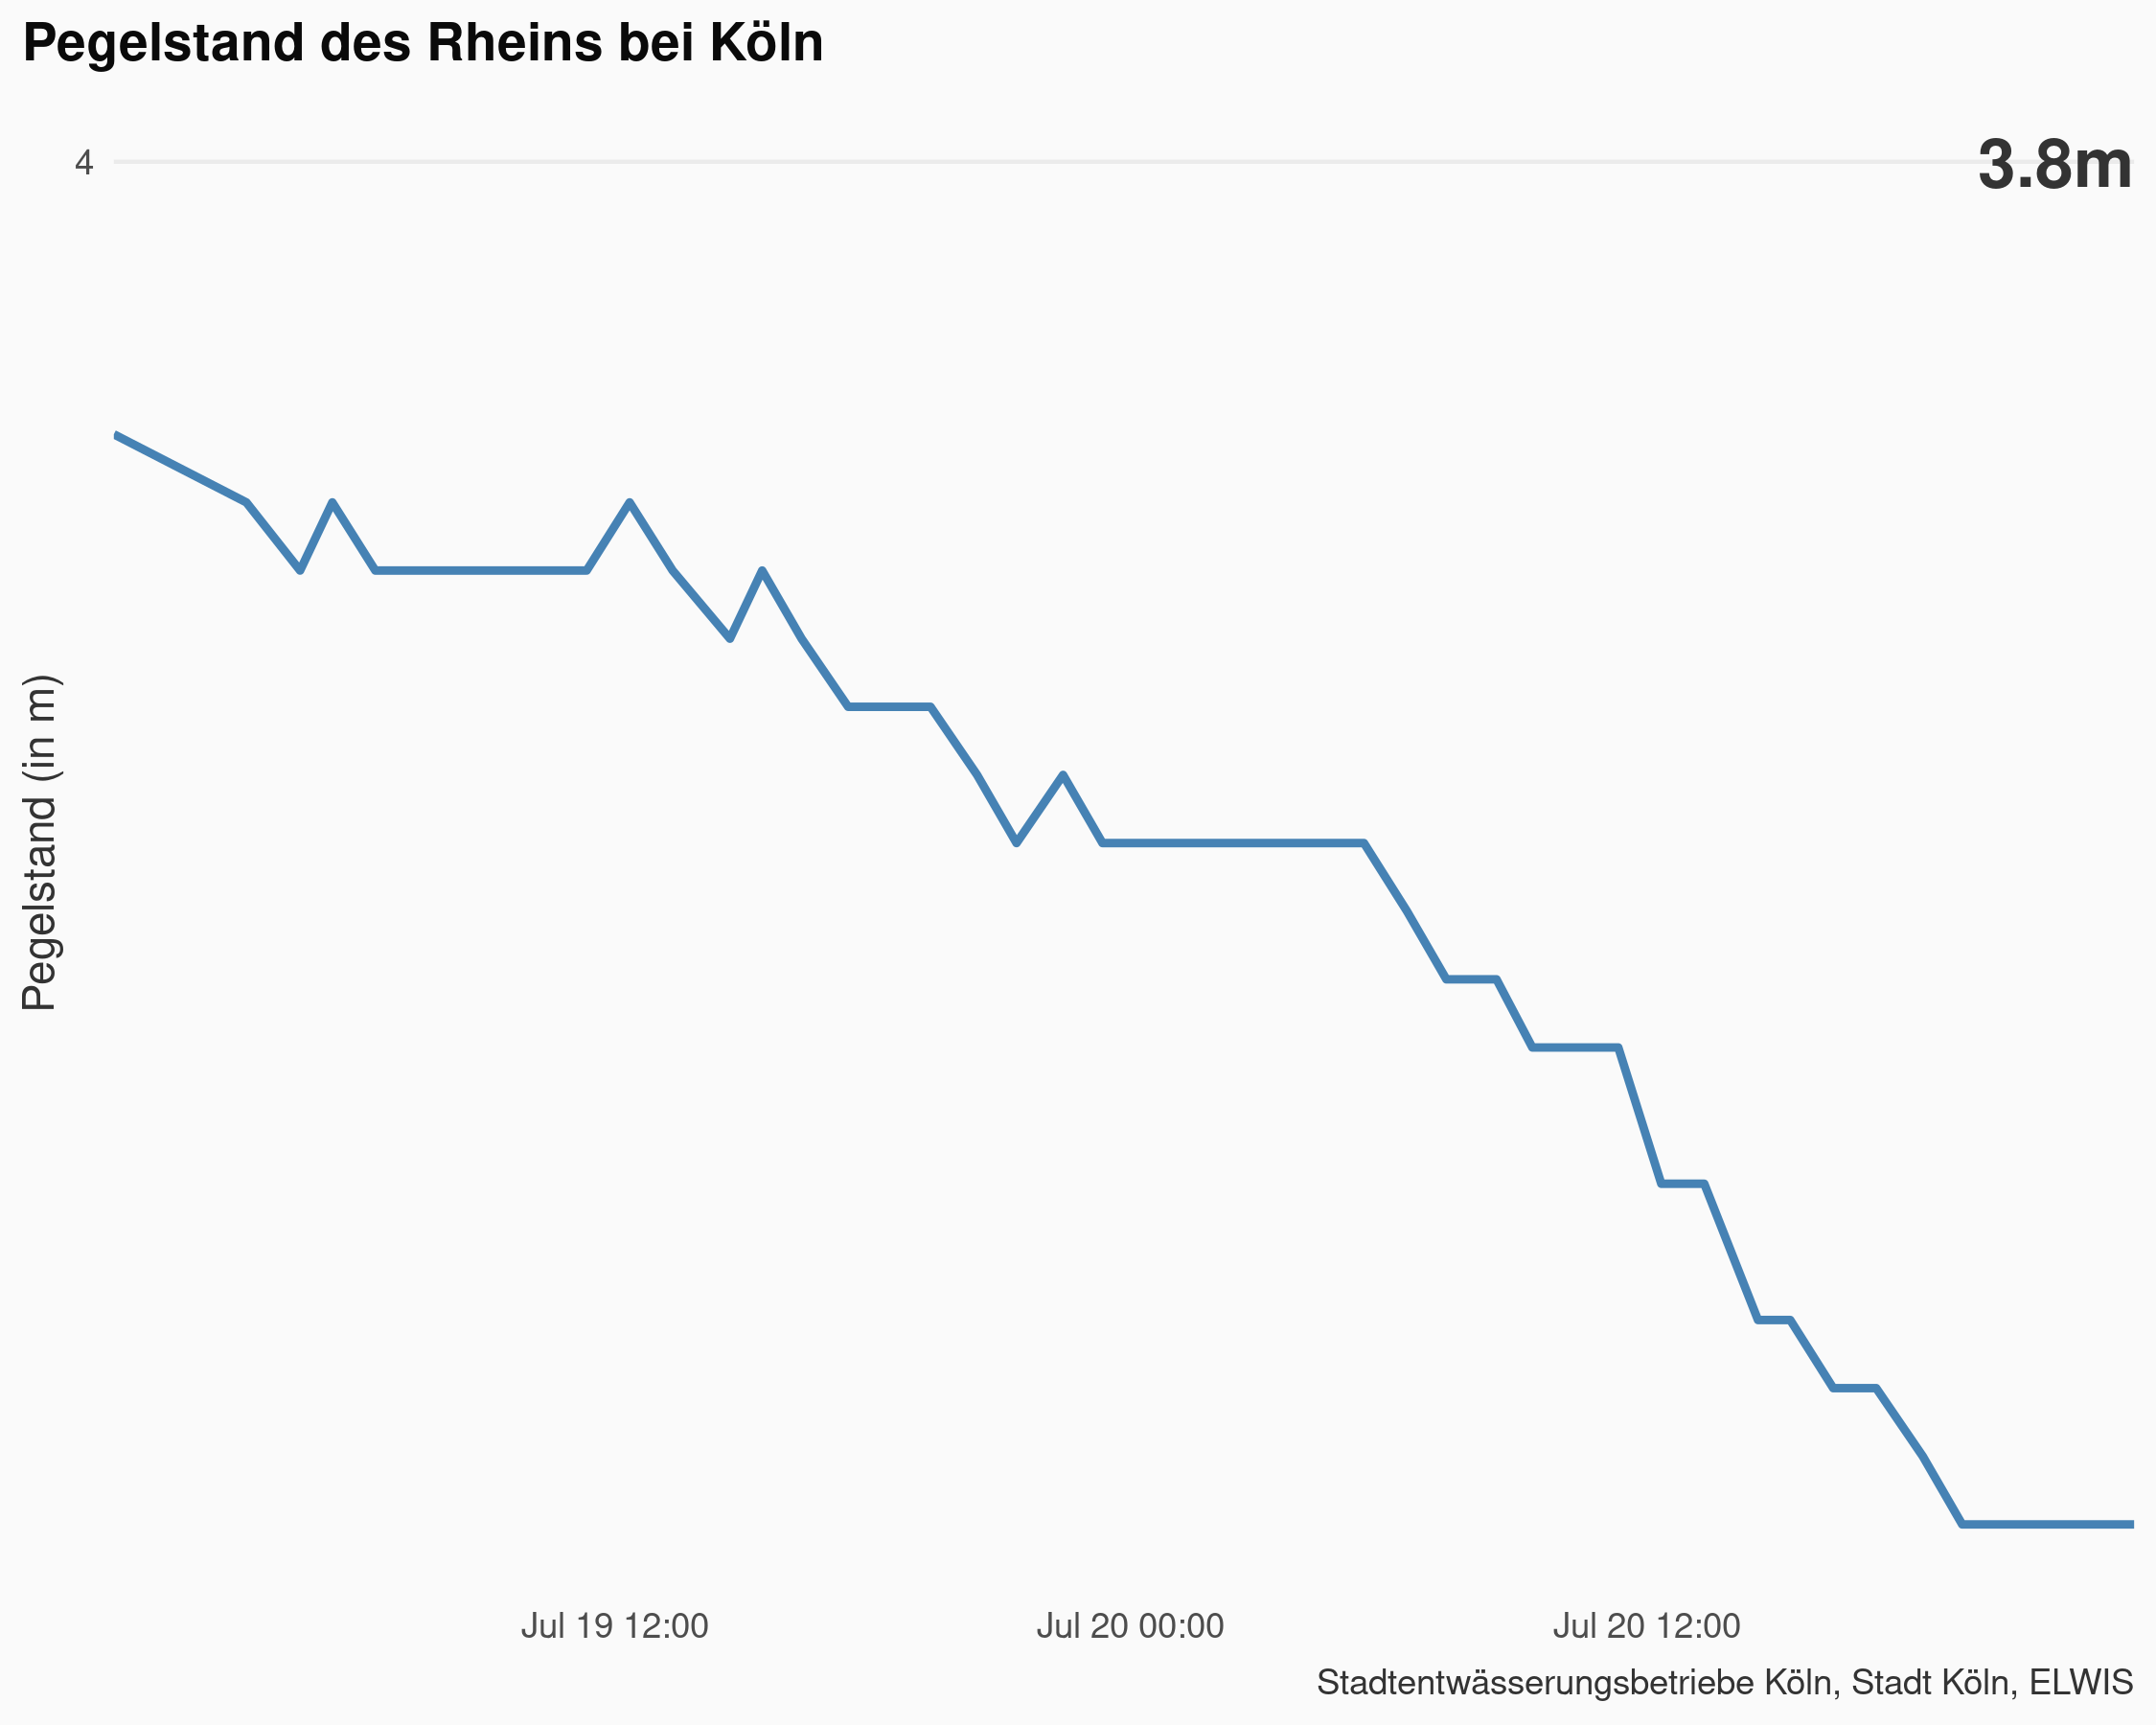 Pegelstand des Rheins bei Köln
4
3.8m
Pegelstand (in m)
Jul 19 12:00
Jul 20 00:00
Jul 20 12:00
Stadtentwässerungsbetriebe Köln, Stadt Köln, ELWIS